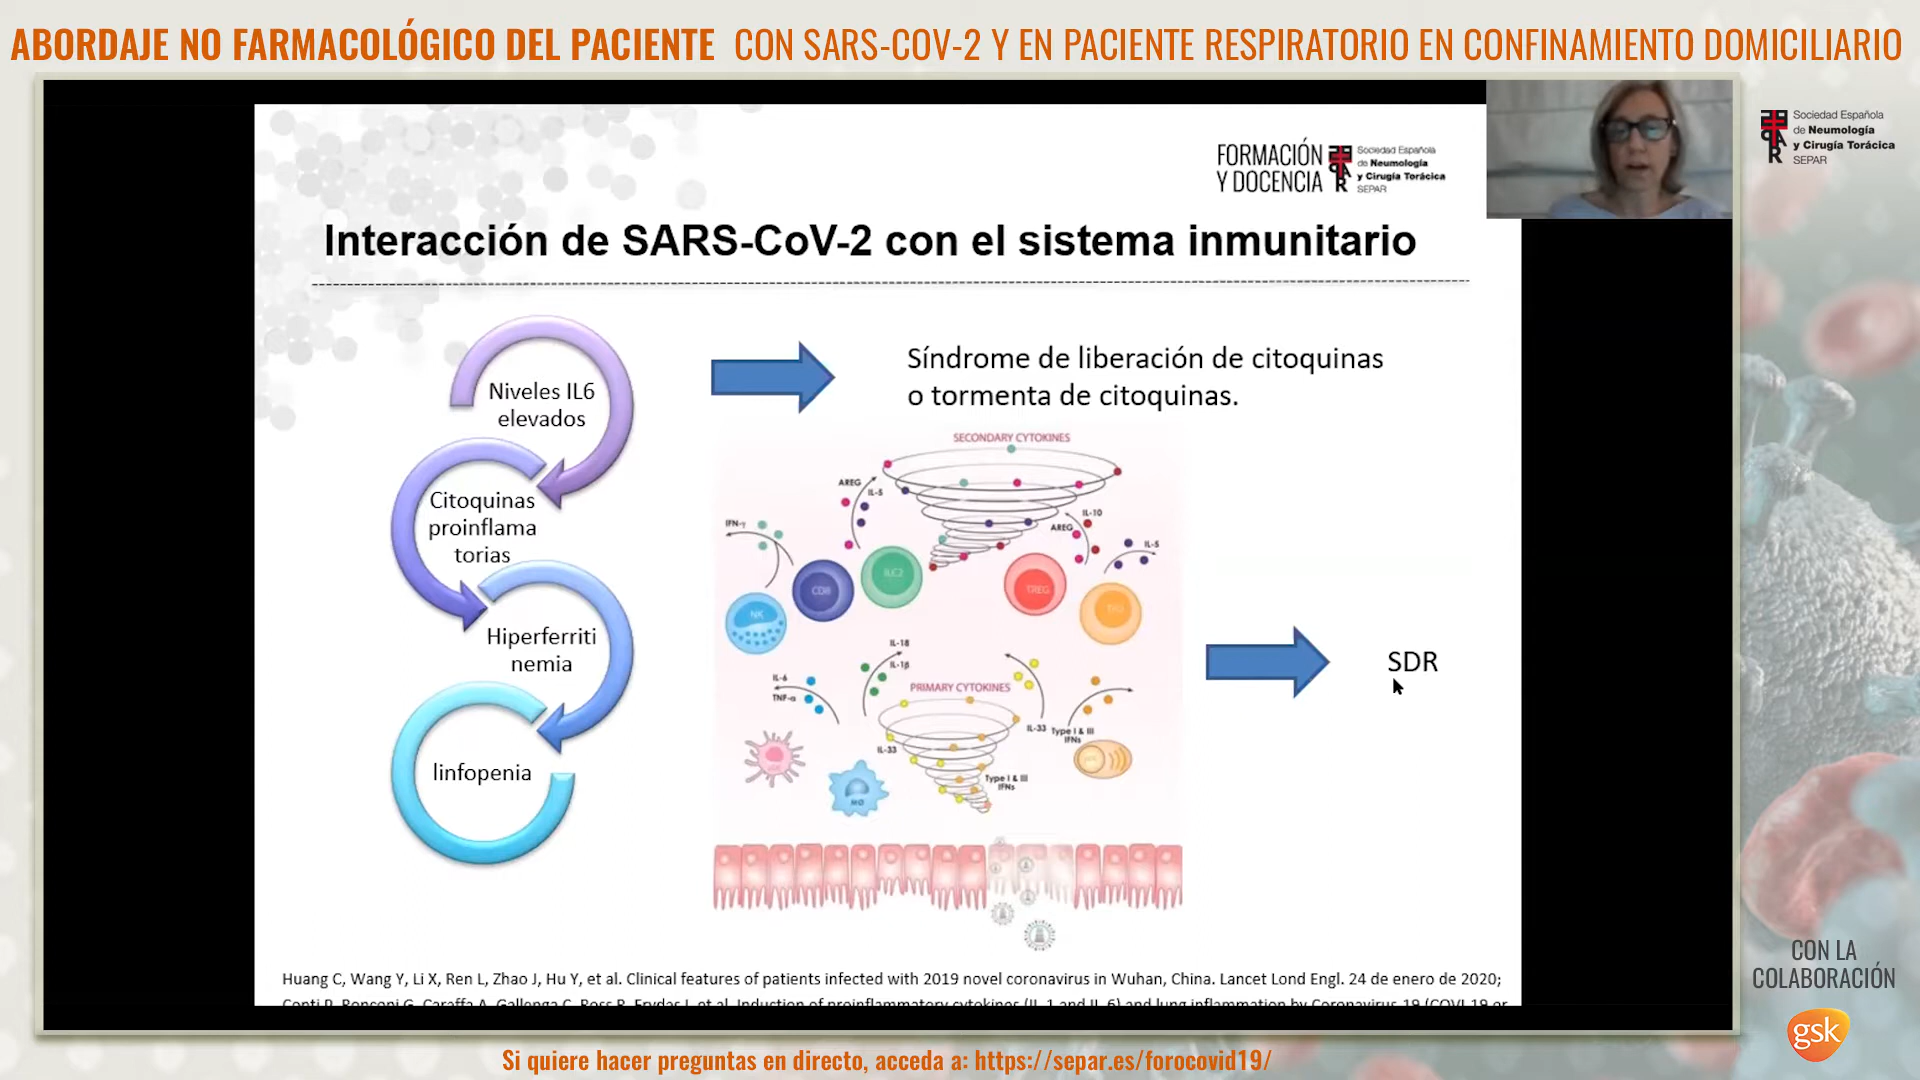 ABORDAJE NO FARMACOLÓGICO DEL PACIENTE CON SARS-COV-2 Y EN PACIENTE RESPIRATORIO EN CONFINAMIENTO DOMICILIARIO
Sociedad Española
de Neumología
y Cirugía Torácica
SEPAR
FORMACIÓN
Y DOCENCIA
Sociedad Española
de Neumología
y Cirugía Torácica
SEPAR
Interacción de SARS-CoV-2 con el sistema inmunitario
Niveles IL6
elevados
Citoquinas
proinflama
torias
Hiperferriti
nemia
linfopenia
Síndrome de liberación de citoquinas
o tormenta de citoquinas.
SECONDARY CYTOKINES
AREG
IL-5
IFN-γ
IL-10
AREG
IL-5
CD8
ILC2
TREG
NK
IL-18
IL-1β
IL-6
TNF-α
PRIMARY CYTOKINES
IL-33
Type I & III
IFNs
IL-33
Type I & III
IFNs
MO
SDR
Huang C, Wang Y, Li X, Ren L, Zhao J, Hu Y, et al. Clinical features of patients infected with 2019 novel coronavirus in Wuhan, China. Lancet Lond Engl. 24 de enero de 2020;
Conti P, Ronconi G, Caraffa A, Gallenga C, Ross R, Frydas I, et al. Induction of proinflammatory cytokines (IL-1 and IL-6) and lung inflammation by Coronavirus-19 (COVI-19 or
CON LA
COLABORACIÓN
gsk
Si quiere hacer preguntas en directo, acceda a: https://separ.es/forocovid19/